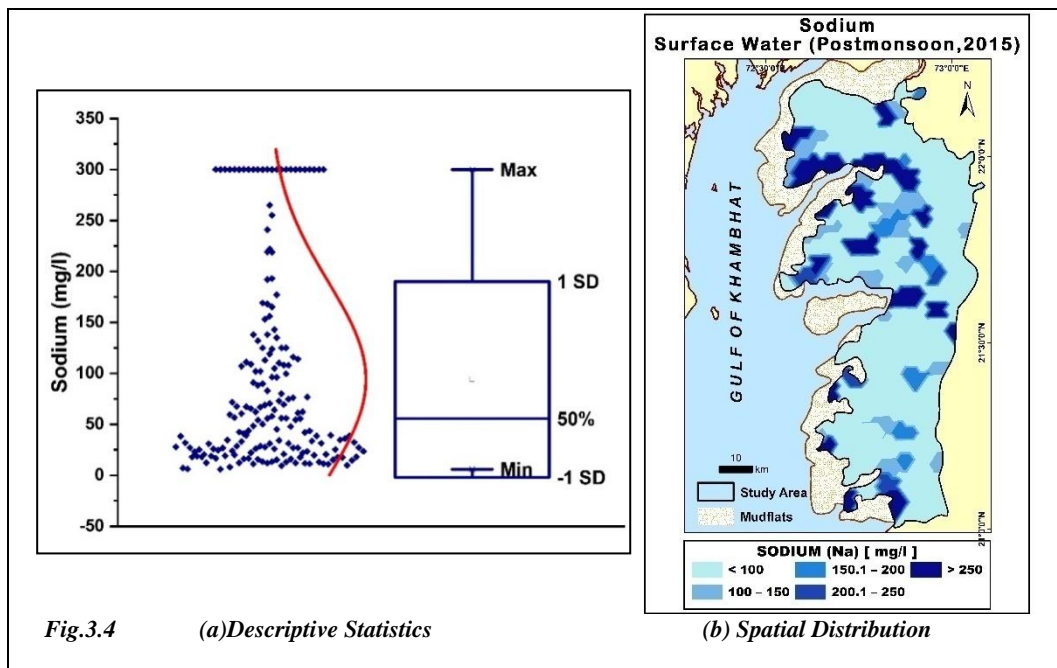 Sodium
Surface Water (Postmonsoon,2015)
72°30'0"E
73°0'0"E
N
350
300
250
200
150
100
50
0
-50
Sodium (mg/l)
Max
1 SD
50%
Min
-1 SD
22°0'0"N
21°30'0"N
21°0'0"N
GULF OF KHAMBHAT
10
km
Study Area
Mudflats
SODIUM (Na) [ mg/l ]
< 100 150.1 – 200 > 250
100 – 150 200.1 – 250
Fig.3.4 (a)Descriptive Statistics (b) Spatial Distribution